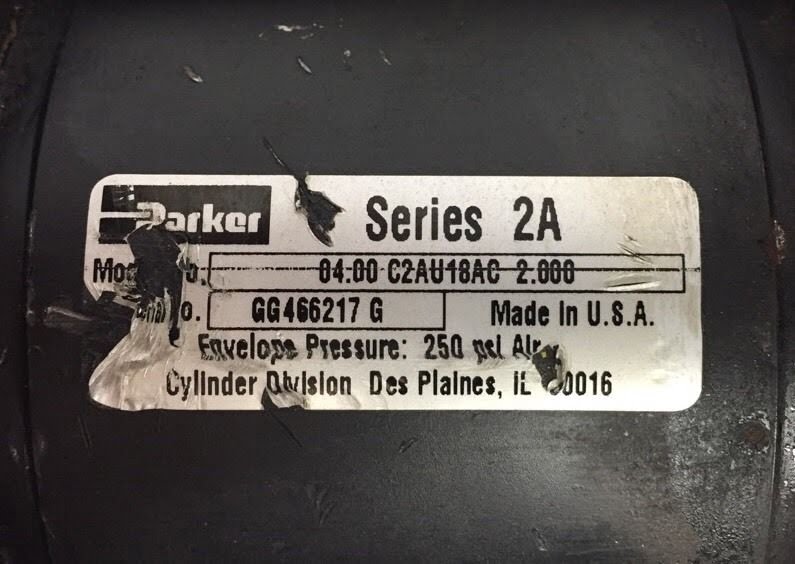 Parker Series 2A
04.00 C2AU18AC 2.000
GG466217 G Made In U.S.A.
Envelope Pressure: 250 psi Air
Cylinder Division Des Plaines, IL